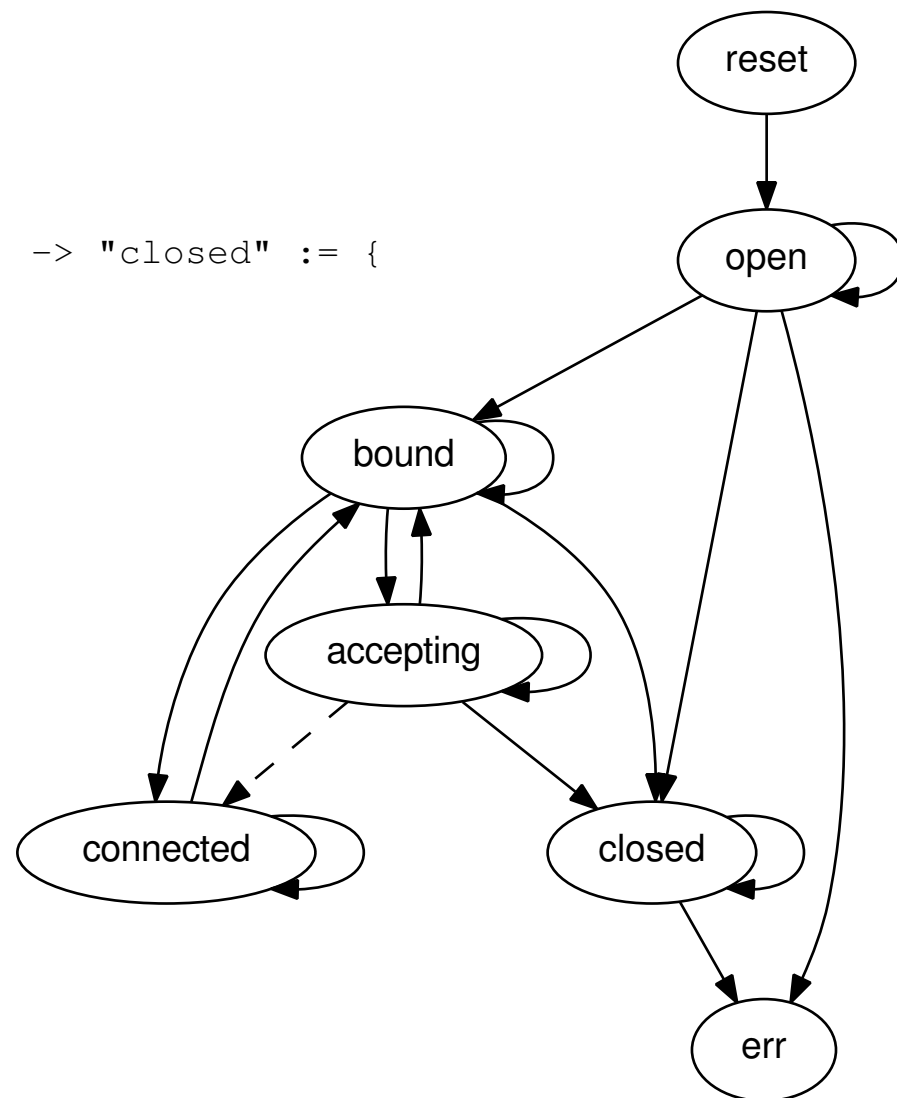 reset
-> "closed" := {
open
bound
accepting
connected
closed
err